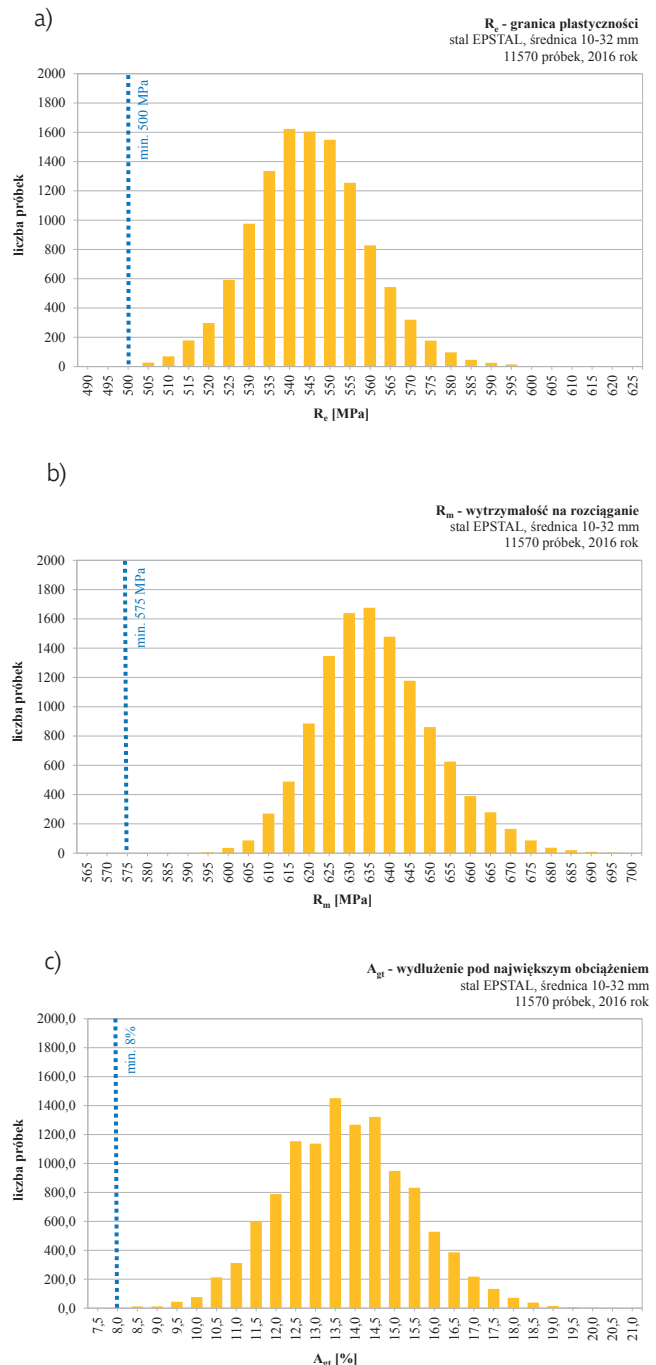 a)
R_e - granica plastyczności
stal EPSTAL, średnica 10-32 mm
11570 próbek, 2016 rok
2000
1800
1600
1400
1200
1000
800
600
400
200
0
liczba próbek
min. 500 MPa
490 495 500 505 510 515 520 525 530 535 540 545 550 555 560 565 570 575 580 585 590 595 600 605 610 615 620 625
R_e [MPa]
b)
R_m - wytrzymałość na rozciąganie
stal EPSTAL, średnica 10-32 mm
11570 próbek, 2016 rok
2000
1800
1600
1400
1200
1000
800
600
400
200
0
liczba próbek
min. 575 MPa
565 570 575 580 585 590 595 600 605 610 615 620 625 630 635 640 645 650 655 660 665 670 675 680 685 690 695 700
R_m [MPa]
c)
A_gt - wydłużenie pod największym obciążeniem
stal EPSTAL, średnica 10-32 mm
11570 próbek, 2016 rok
2000,0
1800,0
1600,0
1400,0
1200,0
1000,0
800,0
600,0
400,0
200,0
0,0
liczba próbek
min. 8%
7,5 8,0 8,5 9,0 9,5 10,0 10,5 11,0 11,5 12,0 12,5 13,0 13,5 14,0 14,5 15,0 15,5 16,0 16,5 17,0 17,5 18,0 18,5 19,0 19,5 20,0 20,5 21,0
A_gt [%]